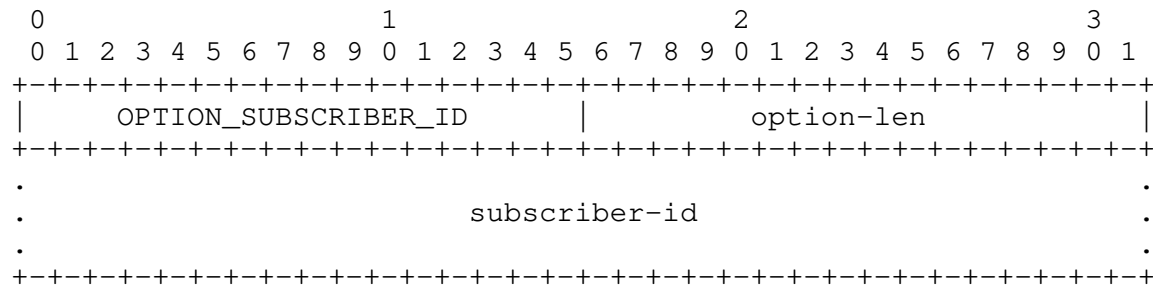 0                   1                   2                   3
 0 1 2 3 4 5 6 7 8 9 0 1 2 3 4 5 6 7 8 9 0 1 2 3 4 5 6 7 8 9 0 1
+-+-+-+-+-+-+-+-+-+-+-+-+-+-+-+-+-+-+-+-+-+-+-+-+-+-+-+-+-+-+-+-+
|     OPTION_SUBSCRIBER_ID      |         option-len            |
+-+-+-+-+-+-+-+-+-+-+-+-+-+-+-+-+-+-+-+-+-+-+-+-+-+-+-+-+-+-+-+-+
.                                                               .
.                         subscriber-id                         .
.                                                               .
+-+-+-+-+-+-+-+-+-+-+-+-+-+-+-+-+-+-+-+-+-+-+-+-+-+-+-+-+-+-+-+-+